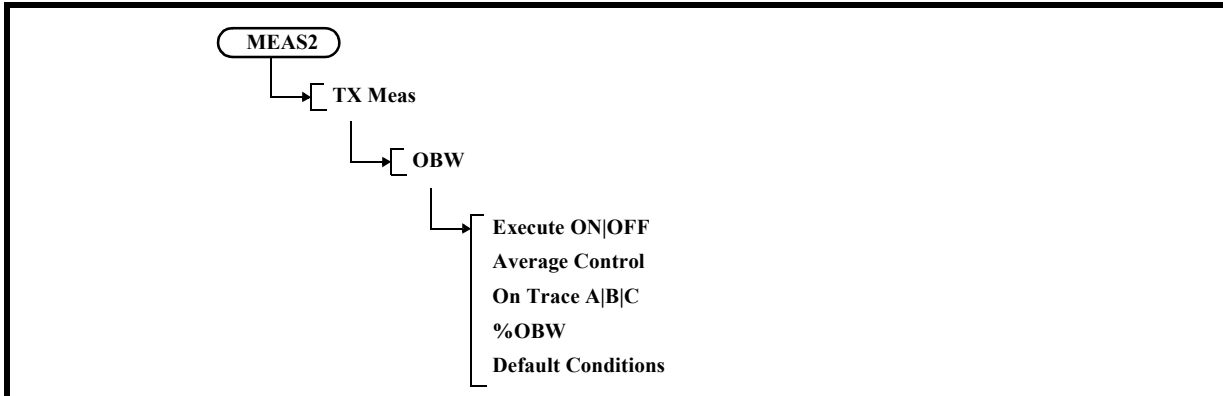 MEAS2
TX Meas
OBW
Execute ON|OFF
Average Control
On Trace A|B|C
%OBW
Default Conditions